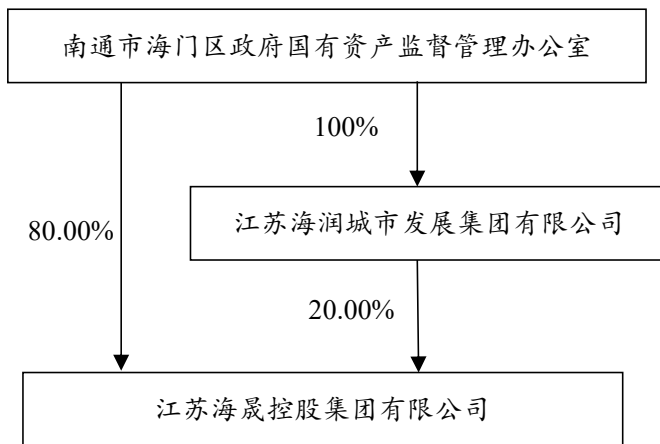 南通市海门区政府国有资产监督管理办公室
100%
江苏海润城市发展集团有限公司
80.00%
20.00%
江苏海晟控股集团有限公司